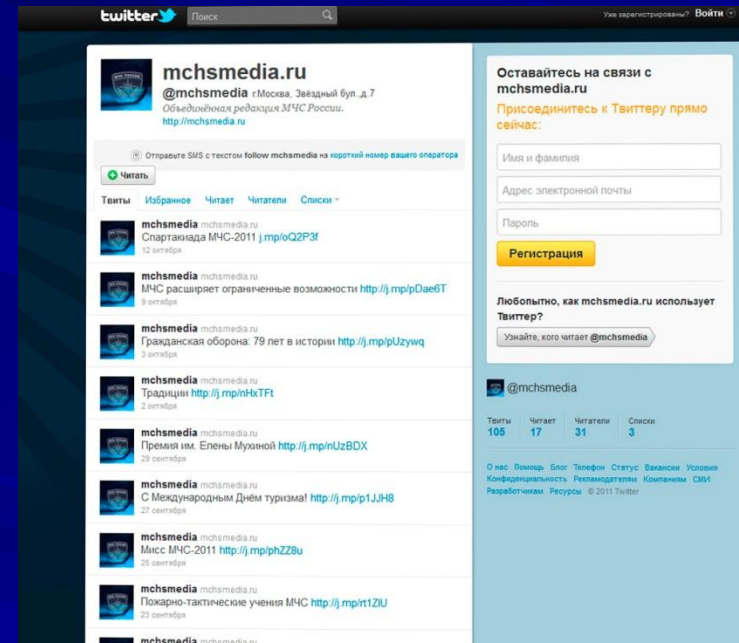 twitter
Поиск
Уже зарегистрированы? Войти
mchsmedia.ru
@mchsmedia г.Москва, Звёздный бул.,д.7
Объединённая редакция МЧС России.
http://mchsmedia.ru
Отправьте SMS с текстом follow mchsmedia на короткий номер вашего оператора
Читать
Твиты Избранное Читает Читатели Списки
mchsmedia mchsmedia.ru
Спартакиада МЧС-2011 j.mp/oQ2P3f
12 октября
mchsmedia mchsmedia.ru
МЧС расширяет ограниченные возможности http://j.mp/pDae6T
9 октября
mchsmedia mchsmedia.ru
Гражданская оборона: 79 лет в истории http://j.mp/pUzywq
3 октября
mchsmedia mchsmedia.ru
Традиции http://j.mp/nHxTFt
2 октября
mchsmedia mchsmedia.ru
Премия им. Елены Мухиной http://j.mp/nUzBDX
29 сентября
mchsmedia mchsmedia.ru
С Международным Днём туризма! http://j.mp/p1JJH8
27 сентября
mchsmedia mchsmedia.ru
Мисс МЧС-2011 http://j.mp/phZZ8u
25 сентября
mchsmedia mchsmedia.ru
Пожарно-тактические учения МЧС http://j.mp/rt1ZIU
23 сентября
mchsmedia mchsmedia.ru
Оставайтесь на связи с
mchsmedia.ru
Присоединитесь к Твиттеру прямо
сейчас:
Имя и фамилия
Адрес электронной почты
Пароль
Регистрация
Любопытно, как mchsmedia.ru использует
Твиттер?
Узнайте, кого читает @mchsmedia
@mchsmedia
Твиты Читает Читатели Списки
105 17 31 3
О нас Помощь Блог Телефон Статус Вакансии Условия
Конфиденциальность Рекламодателям Компаниям СМИ
Разработчикам Ресурсы © 2011 Twitter